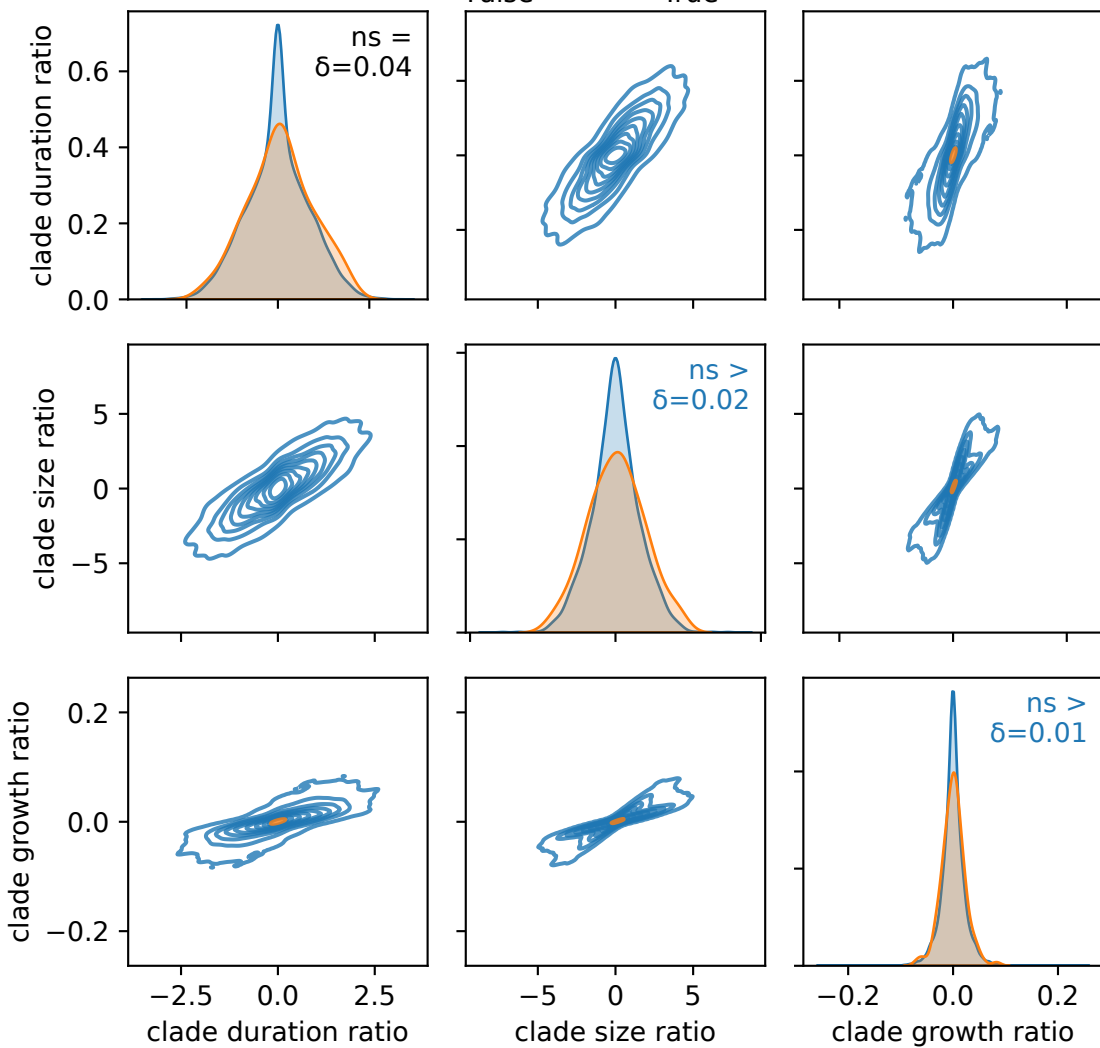 clade duration ratio
0.6
0.4
0.2
0.0
ns =
δ=0.04
clade size ratio
5
0
−5
ns >
δ=0.02
clade growth ratio
0.2
0.0
−0.2
ns >
δ=0.01
−2.5 0.0 2.5
−5 0 5
−0.2 0.0 0.2
clade duration ratio
clade size ratio
clade growth ratio